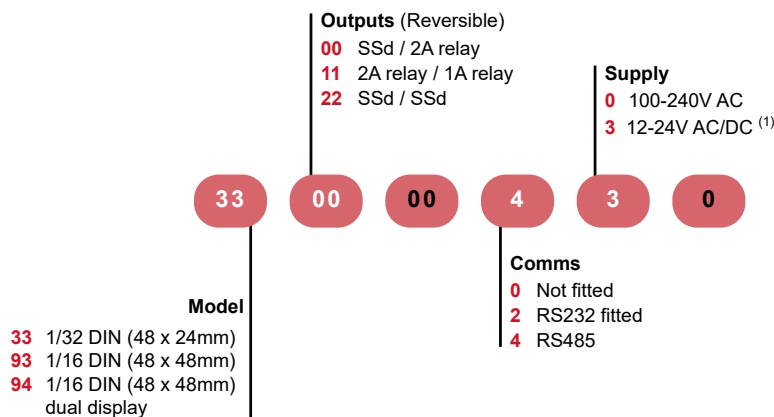 Outputs (Reversible)
00 SSd / 2A relay
11 2A relay / 1A relay
22 SSd / SSd
Supply
0 100-240V AC
3 12-24V AC/DC (1)
33 00 00 4 3 0
Model
33 1/32 DIN (48 x 24mm)
93 1/16 DIN (48 x 48mm)
94 1/16 DIN (48 x 48mm)
dual display
Comms
0 Not fitted
2 RS232 fitted
4 RS485